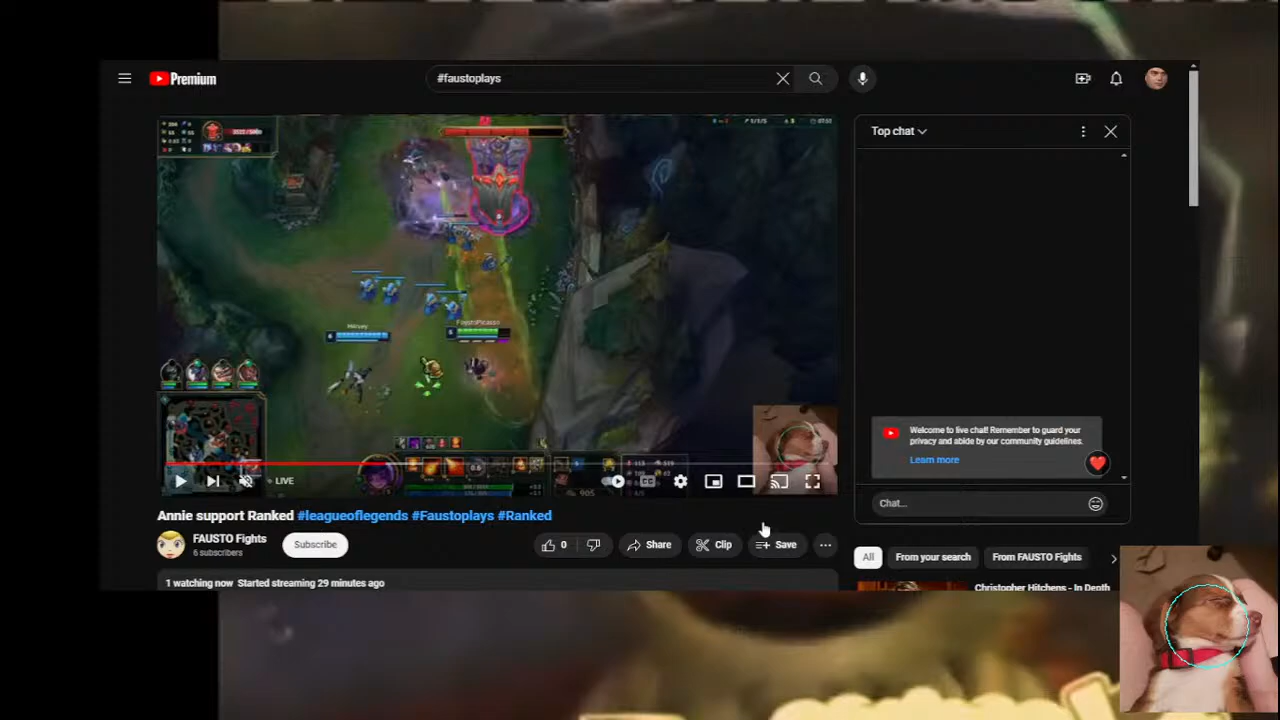 Premium
#faustoplays
Top chat
Welcome to live chat! Remember to guard your
privacy and abide by our community guidelines.
Learn more
Chat...
LIVE
Annie support Ranked #leagueoflegends #Faustoplays #Ranked
FAUSTO Fights
6 subscribers
Subscribe
0
Share
Clip
Save
1 watching now Started streaming 29 minutes ago
All
From your search
From FAUSTO Fights
Christopher Hitchens - In Depth